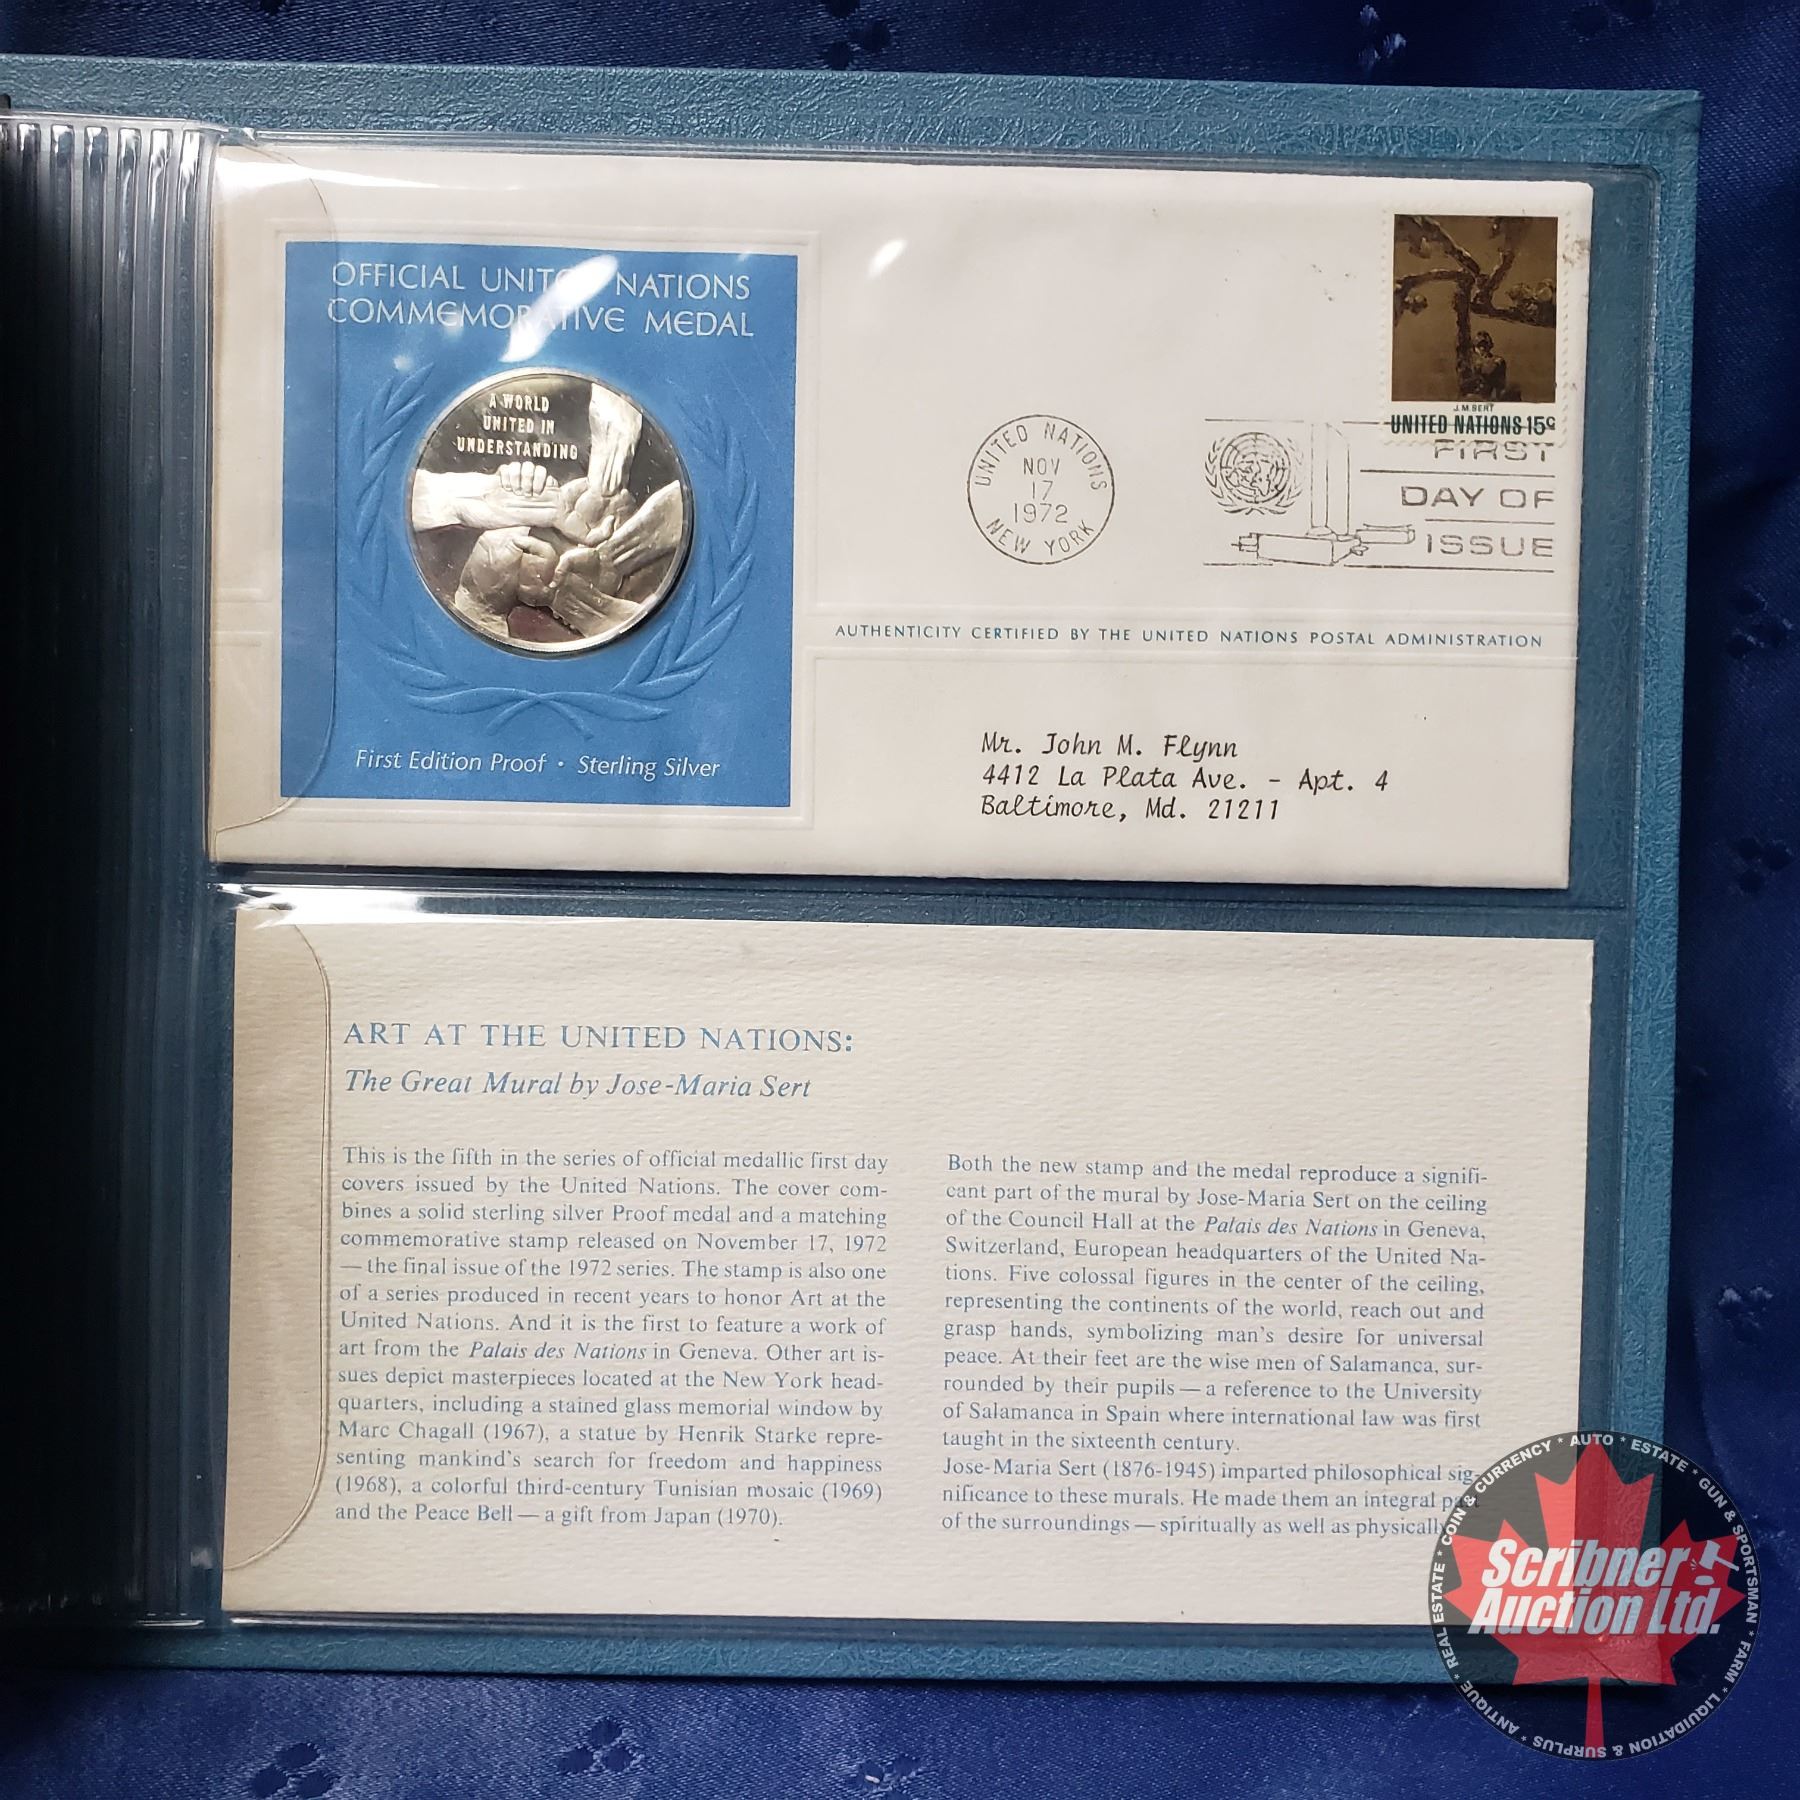 OFFICIAL UNITED NATIONS
COMMEMORATIVE MEDAL
A WORLD
UNITED IN
UNDERSTANDING
First Edition Proof · Sterling Silver
J.M.SERT
UNITED NATIONS 15c
UNITED NATIONS
NOV
17
1972
NEW YORK
FIRST
DAY OF
ISSUE
AUTHENTICITY CERTIFIED BY THE UNITED NATIONS POSTAL ADMINISTRATION
Mr. John M. Flynn
4412 La Plata Ave. - Apt. 4
Baltimore, Md. 21211
ART AT THE UNITED NATIONS:
The Great Mural by Jose-Maria Sert
This is the fifth in the series of official medallic first day
covers issued by the United Nations. The cover com-
bines a solid sterling silver Proof medal and a matching
commemorative stamp released on November 17, 1972
— the final issue of the 1972 series. The stamp is also one
of a series produced in recent years to honor Art at the
United Nations. And it is the first to feature a work of
art from the Palais des Nations in Geneva. Other art is-
sues depict masterpieces located at the New York head-
quarters, including a stained glass memorial window by
Marc Chagall (1967), a statue by Henrik Starke repre-
senting mankind's search for freedom and happiness
(1968), a colorful third-century Tunisian mosaic (1969)
and the Peace Bell — a gift from Japan (1970).
Both the new stamp and the medal reproduce a signifi-
cant part of the mural by Jose-Maria Sert on the ceiling
of the Council Hall at the Palais des Nations in Geneva,
Switzerland, European headquarters of the United Na-
tions. Five colossal figures in the center of the ceiling,
representing the continents of the world, reach out and
grasp hands, symbolizing man's desire for universal
peace. At their feet are the wise men of Salamanca, sur-
rounded by their pupils — a reference to the University
of Salamanca in Spain where international law was first
taught in the sixteenth century.
Jose-Maria Sert (1876-1945) imparted philosophical sig-
nificance to these murals. He made them an integral part
of the surroundings — spiritually as well as physically
Scribner
Auction Ltd.
REAL ESTATE * COIN & CURRENCY * AUTO * ESTATE * GUN & SPORTSMAN * FARM * LIQUIDATION & SURPLUS * ANTIQUE *